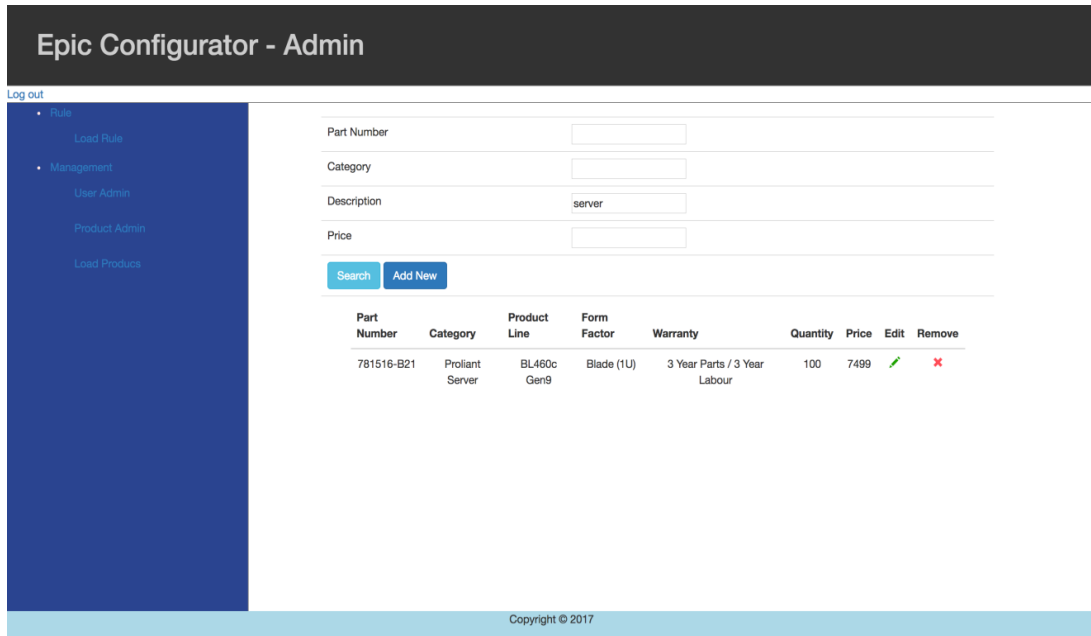 Epic Configurator - Admin
Log out
Rule
Load Rule
Management
User Admin
Product Admin
Load Producs
Part Number
Category
Description server
Price
Search Add New
Part Number Category Product Line Form Factor Warranty Quantity Price Edit Remove
781516-B21 Proliant Server BL460c Gen9 Blade (1U) 3 Year Parts / 3 Year Labour 100 7499
Copyright © 2017